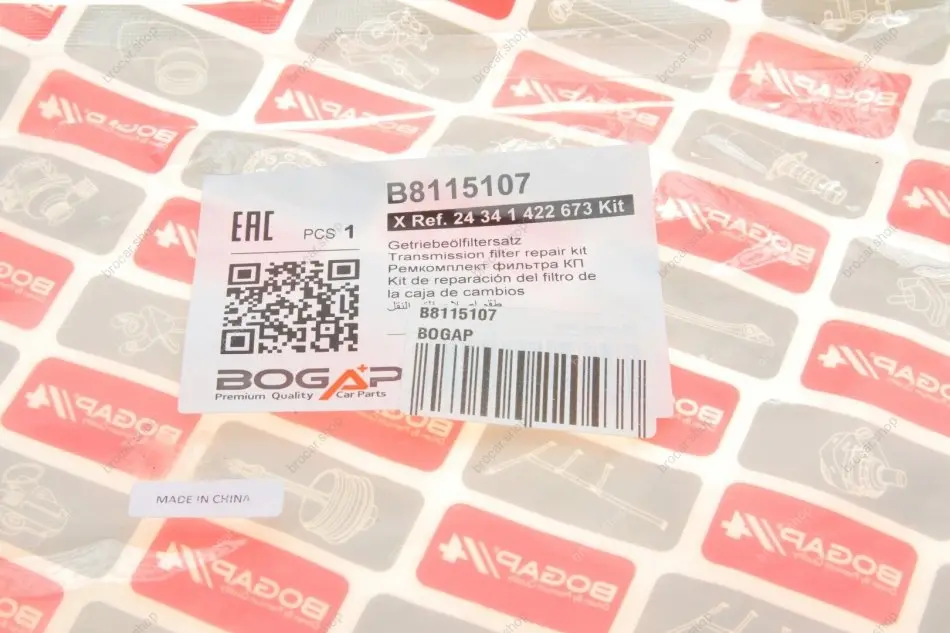 B8115107
X Ref. 24 34 1 422 673 Kit
EAC
PCS 1
Getriebeölfiltersatz
Transmission filter repair kit
Ремкомплект фильтра КП
Kit de reparación del filtro de
la caja de cambios
B8115107
BOGAP
BOGAP
Premium Quality Car Parts
MADE IN CHINA